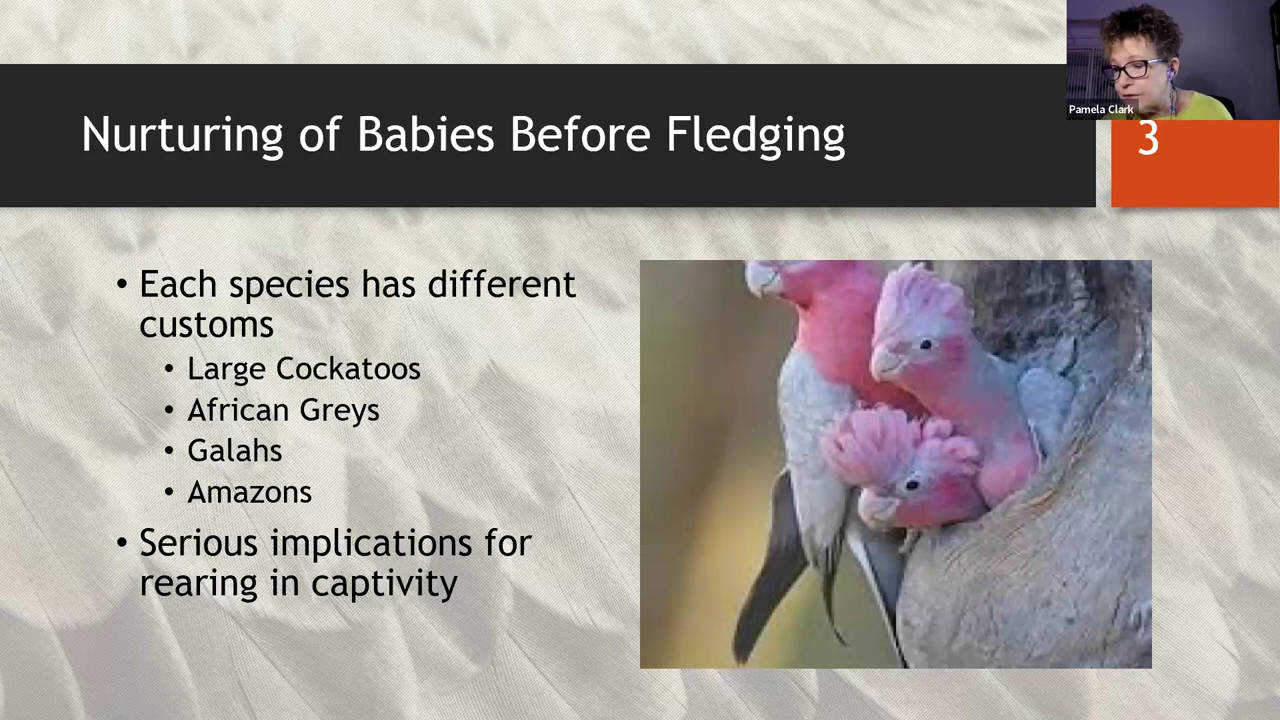 Pamela Clark
Nurturing of Babies Before Fledging
3
• Each species has different
customs
• Large Cockatoos
• African Greys
• Galahs
• Amazons
• Serious implications for
rearing in captivity